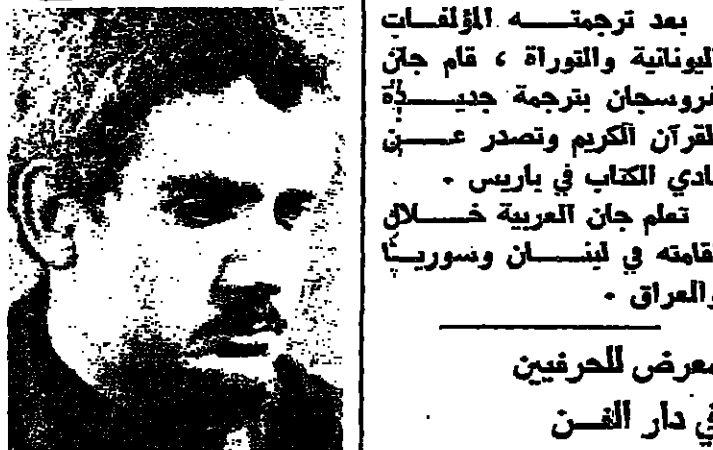 بعد ترجمته المؤلفات
اليونانية والتوراة ، قام جان
غروسجان بترجمة جديدة
للقرآن الكريم وتصدر عن
نادي الكتاب في باريس .
تعلم جان العربية خلال
اقامته في لبنان وسوريا
والعراق .
معرض للحرفيين
في دار الفن